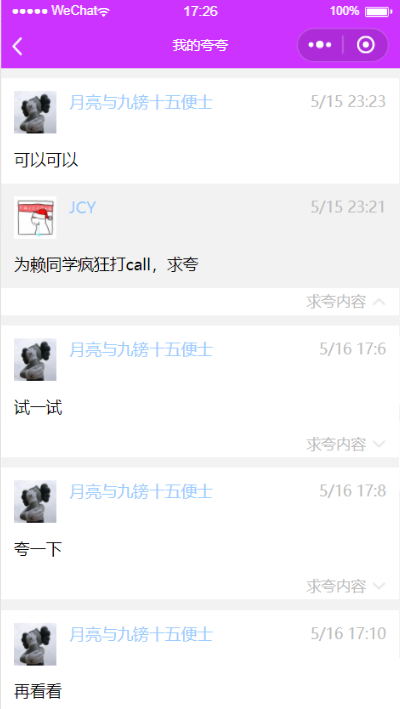 ●●●●● WeChat 17:26 100%
我的夸夸
月亮与九镑十五便士 5/15 23:23
可以可以
JCY 5/15 23:21
为赖同学疯狂打call，求夸
求夸内容
月亮与九镑十五便士 5/16 17:6
试一试
求夸内容
月亮与九镑十五便士 5/16 17:8
夸一下
求夸内容
月亮与九镑十五便士 5/16 17:10
再看看